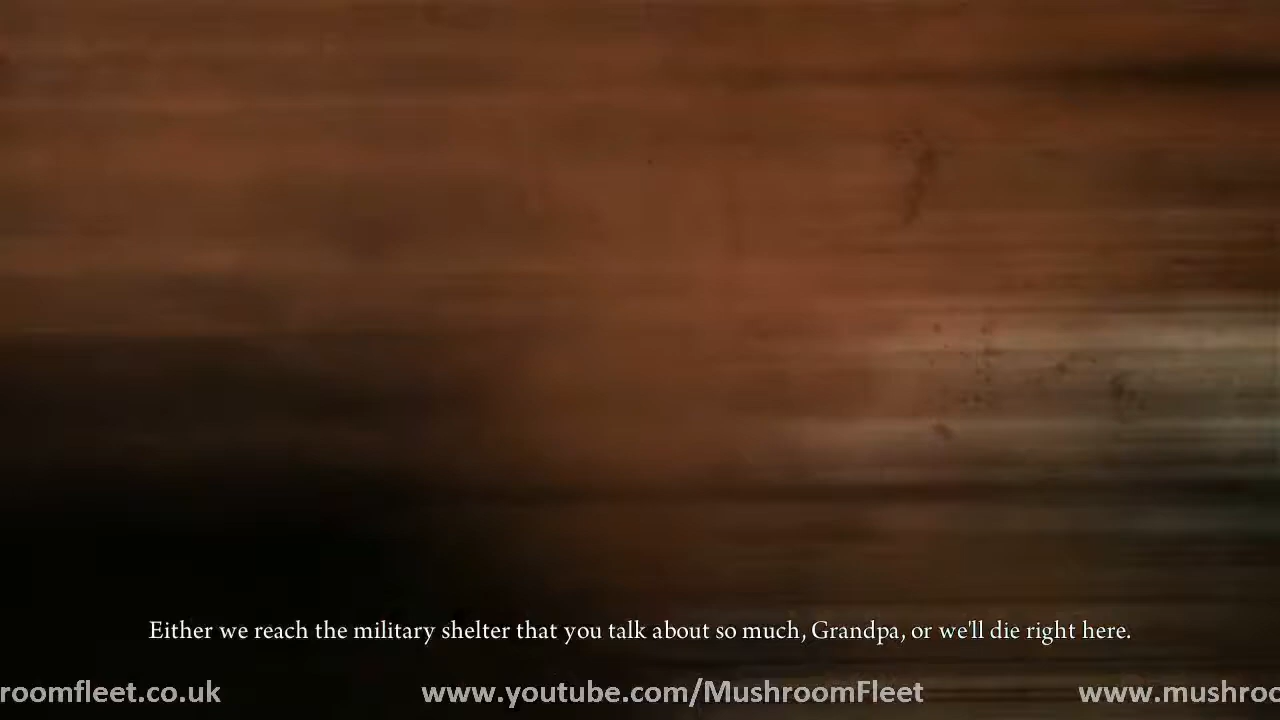 Either we reach the military shelter that you talk about so much, Grandpa, or we'll die right here.
roomfleet.co.uk www.youtube.com/MushroomFleet www.mushroo